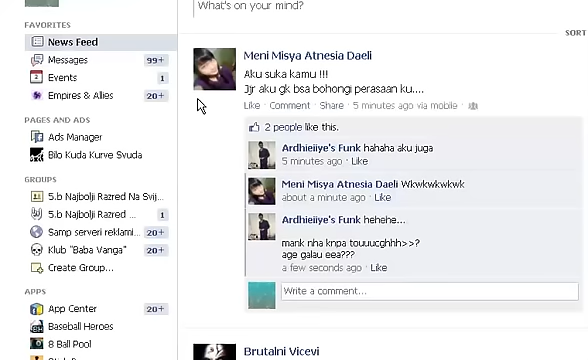 What's on your mind?
SORT
FAVORITES
News Feed
Messages 99+
Events 1
Empires & Allies 20+
PAGES AND ADS
Ads Manager
Bilo Kuda Kurve Svuda
GROUPS
5.b Najbolji Razred Na Svij...
5.b Najbolji Razred ... 1
Samp serveri reklami... 20+
Klub "Baba Vanga" 20+
Create Group...
APPS
App Center 20+
Baseball Heroes
8 Ball Pool
Meni Misya Atnesia Daeli
Aku suka kamu !!!
Jjr aku gk bsa bohongi perasaan ku....
Like · Comment · Share · 5 minutes ago via mobile ·
2 people like this.
Ardhieiiye's Funk hahaha aku juga
5 minutes ago · Like
Meni Misya Atnesia Daeli Wkwkwkwkwk
about a minute ago · Like
Ardhieiiye's Funk hehehe...
mank nha knpa touuucghhh>>?
age galau eea???
a few seconds ago · Like
Write a comment...
Brutalni Vicevi